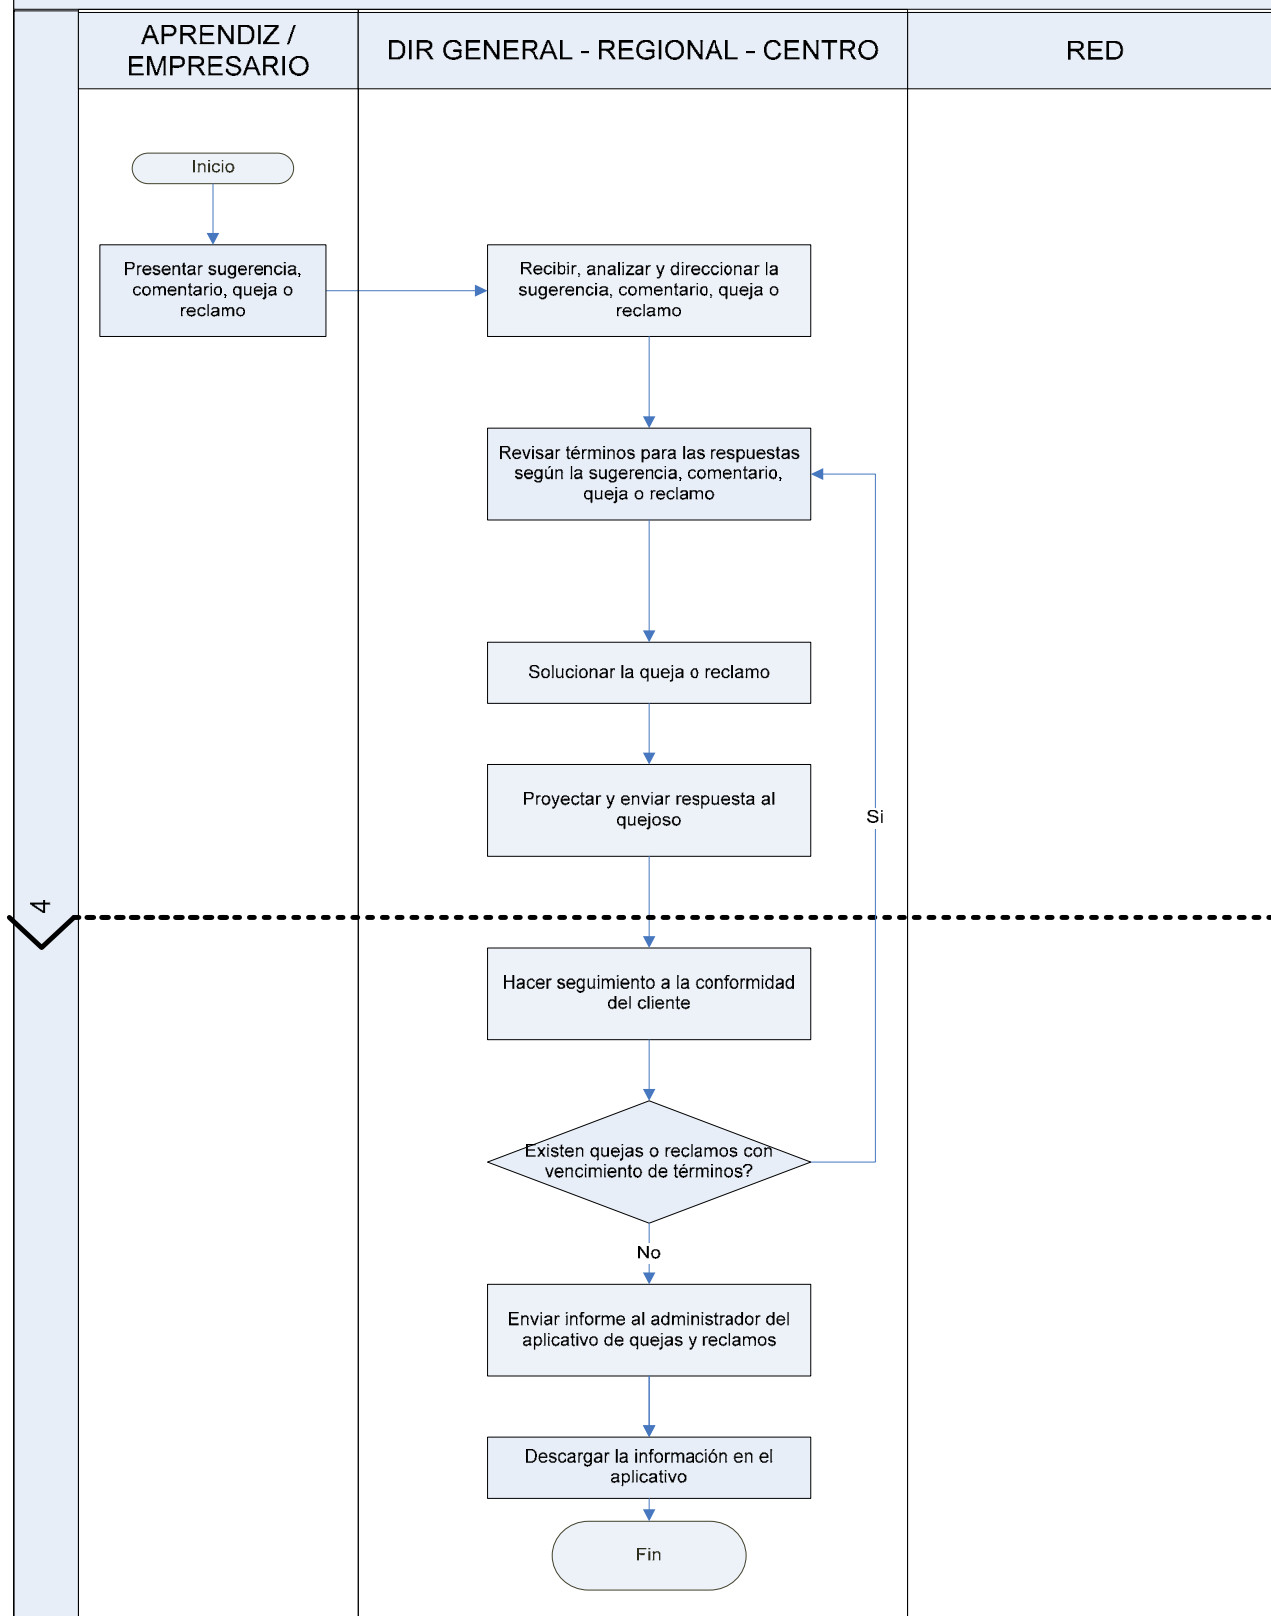 APRENDIZ /
EMPRESARIO
DIR GENERAL - REGIONAL - CENTRO
RED
Inicio
Presentar sugerencia,
comentario, queja o
reclamo
Recibir, analizar y direccionar la
sugerencia, comentario, queja o
reclamo
Revisar términos para las respuestas
según la sugerencia, comentario,
queja o reclamo
Solucionar la queja o reclamo
Proyectar y enviar respuesta al
quejoso
Si
4
Hacer seguimiento a la conformidad
del cliente
Existen quejas o reclamos con
vencimiento de términos?
No
Enviar informe al administrador del
aplicativo de quejas y reclamos
Descargar la información en el
aplicativo
Fin